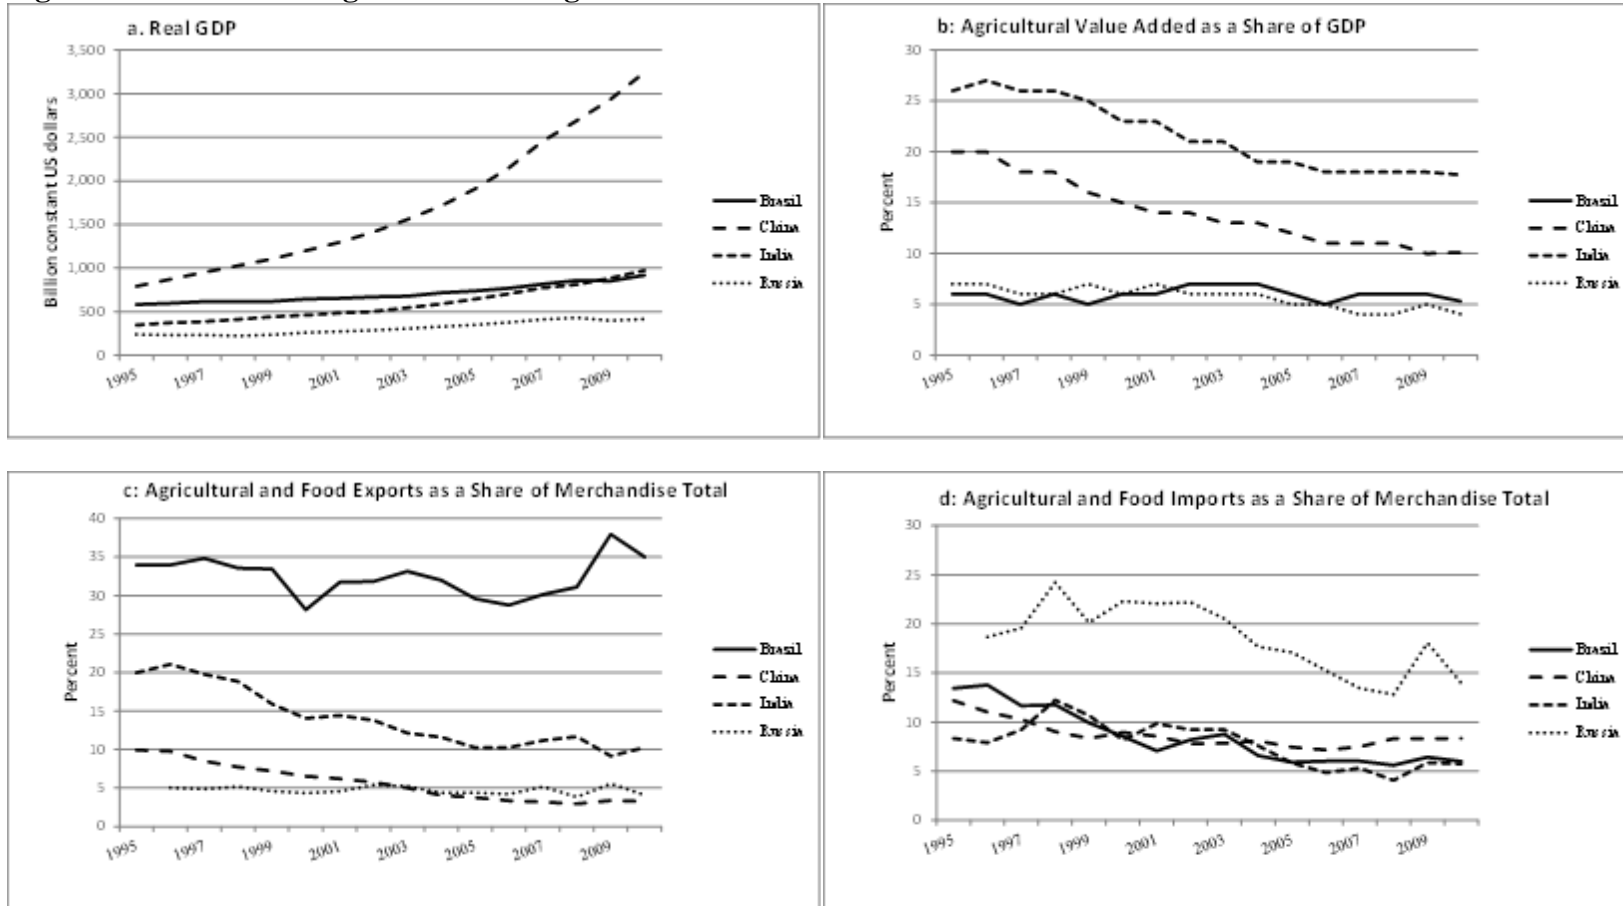 a. Real GDP
Billion constant US dollars
3,500
3,000
2,500
2,000
1,500
1,000
500
0
1995 1997 1999 2001 2003 2005 2007 2009
Brasil
China
India
Russia
b: Agricultural Value Added as a Share of GDP
Percent
30
25
20
15
10
5
0
1995 1997 1999 2001 2003 2005 2007 2009
Brasil
China
India
Russia
c: Agricultural and Food Exports as a Share of Merchandise Total
Percent
40
35
30
25
20
15
10
5
0
1995 1997 1999 2001 2003 2005 2007 2009
Brasil
China
India
Russia
d: Agricultural and Food Imports as a Share of Merchandise Total
Percent
30
25
20
15
10
5
0
1995 1997 1999 2001 2003 2005 2007 2009
Brasil
China
India
Russia